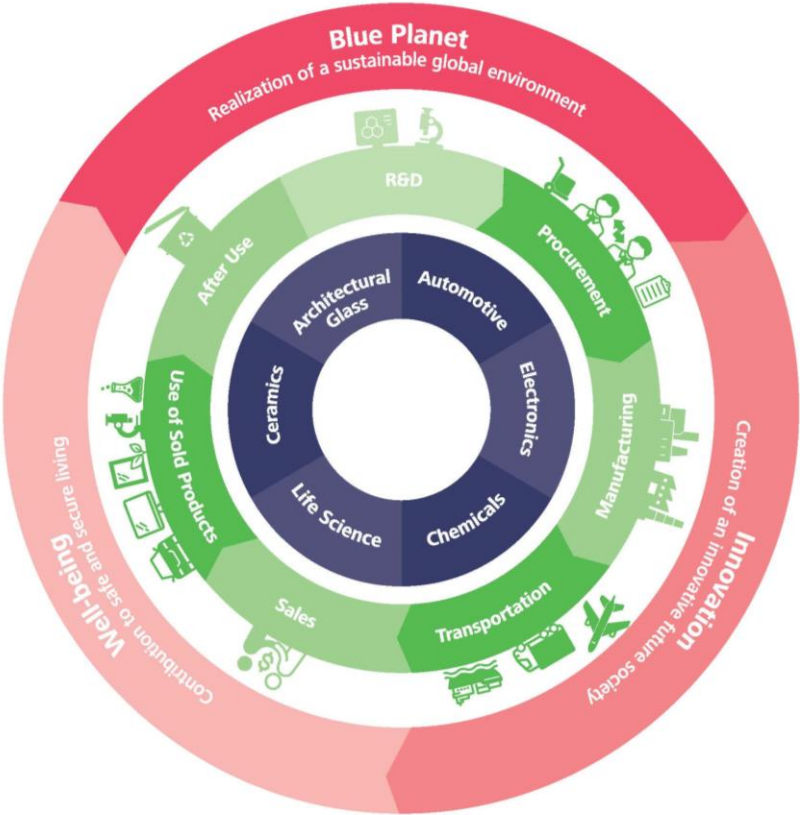 Blue Planet
Realization of a sustainable global environment
Innovation
Creation of an innovative future society
Well-being
Contribution to safe and secure living
R&D
Procurement
Manufacturing
Transportation
Sales
Use of Sold Products
After Use
Automotive
Electronics
Chemicals
Life Science
Ceramics
Architectural
Glass